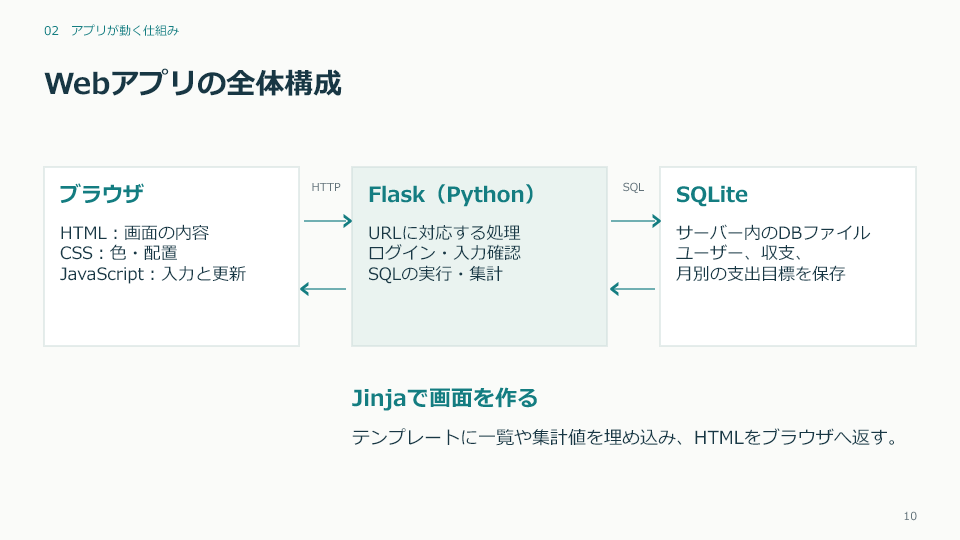 02 アプリが動く仕組み
Webアプリの全体構成
ブラウザ
HTML：画面の内容
CSS：色・配置
JavaScript：入力と更新
HTTP
Flask（Python）
URLに対応する処理
ログイン・入力確認
SQLの実行・集計
SQL
SQLite
サーバー内のDBファイル
ユーザー、収支、
月別の支出目標を保存
Jinjaで画面を作る
テンプレートに一覧や集計値を埋め込み、HTMLをブラウザへ返す。
10